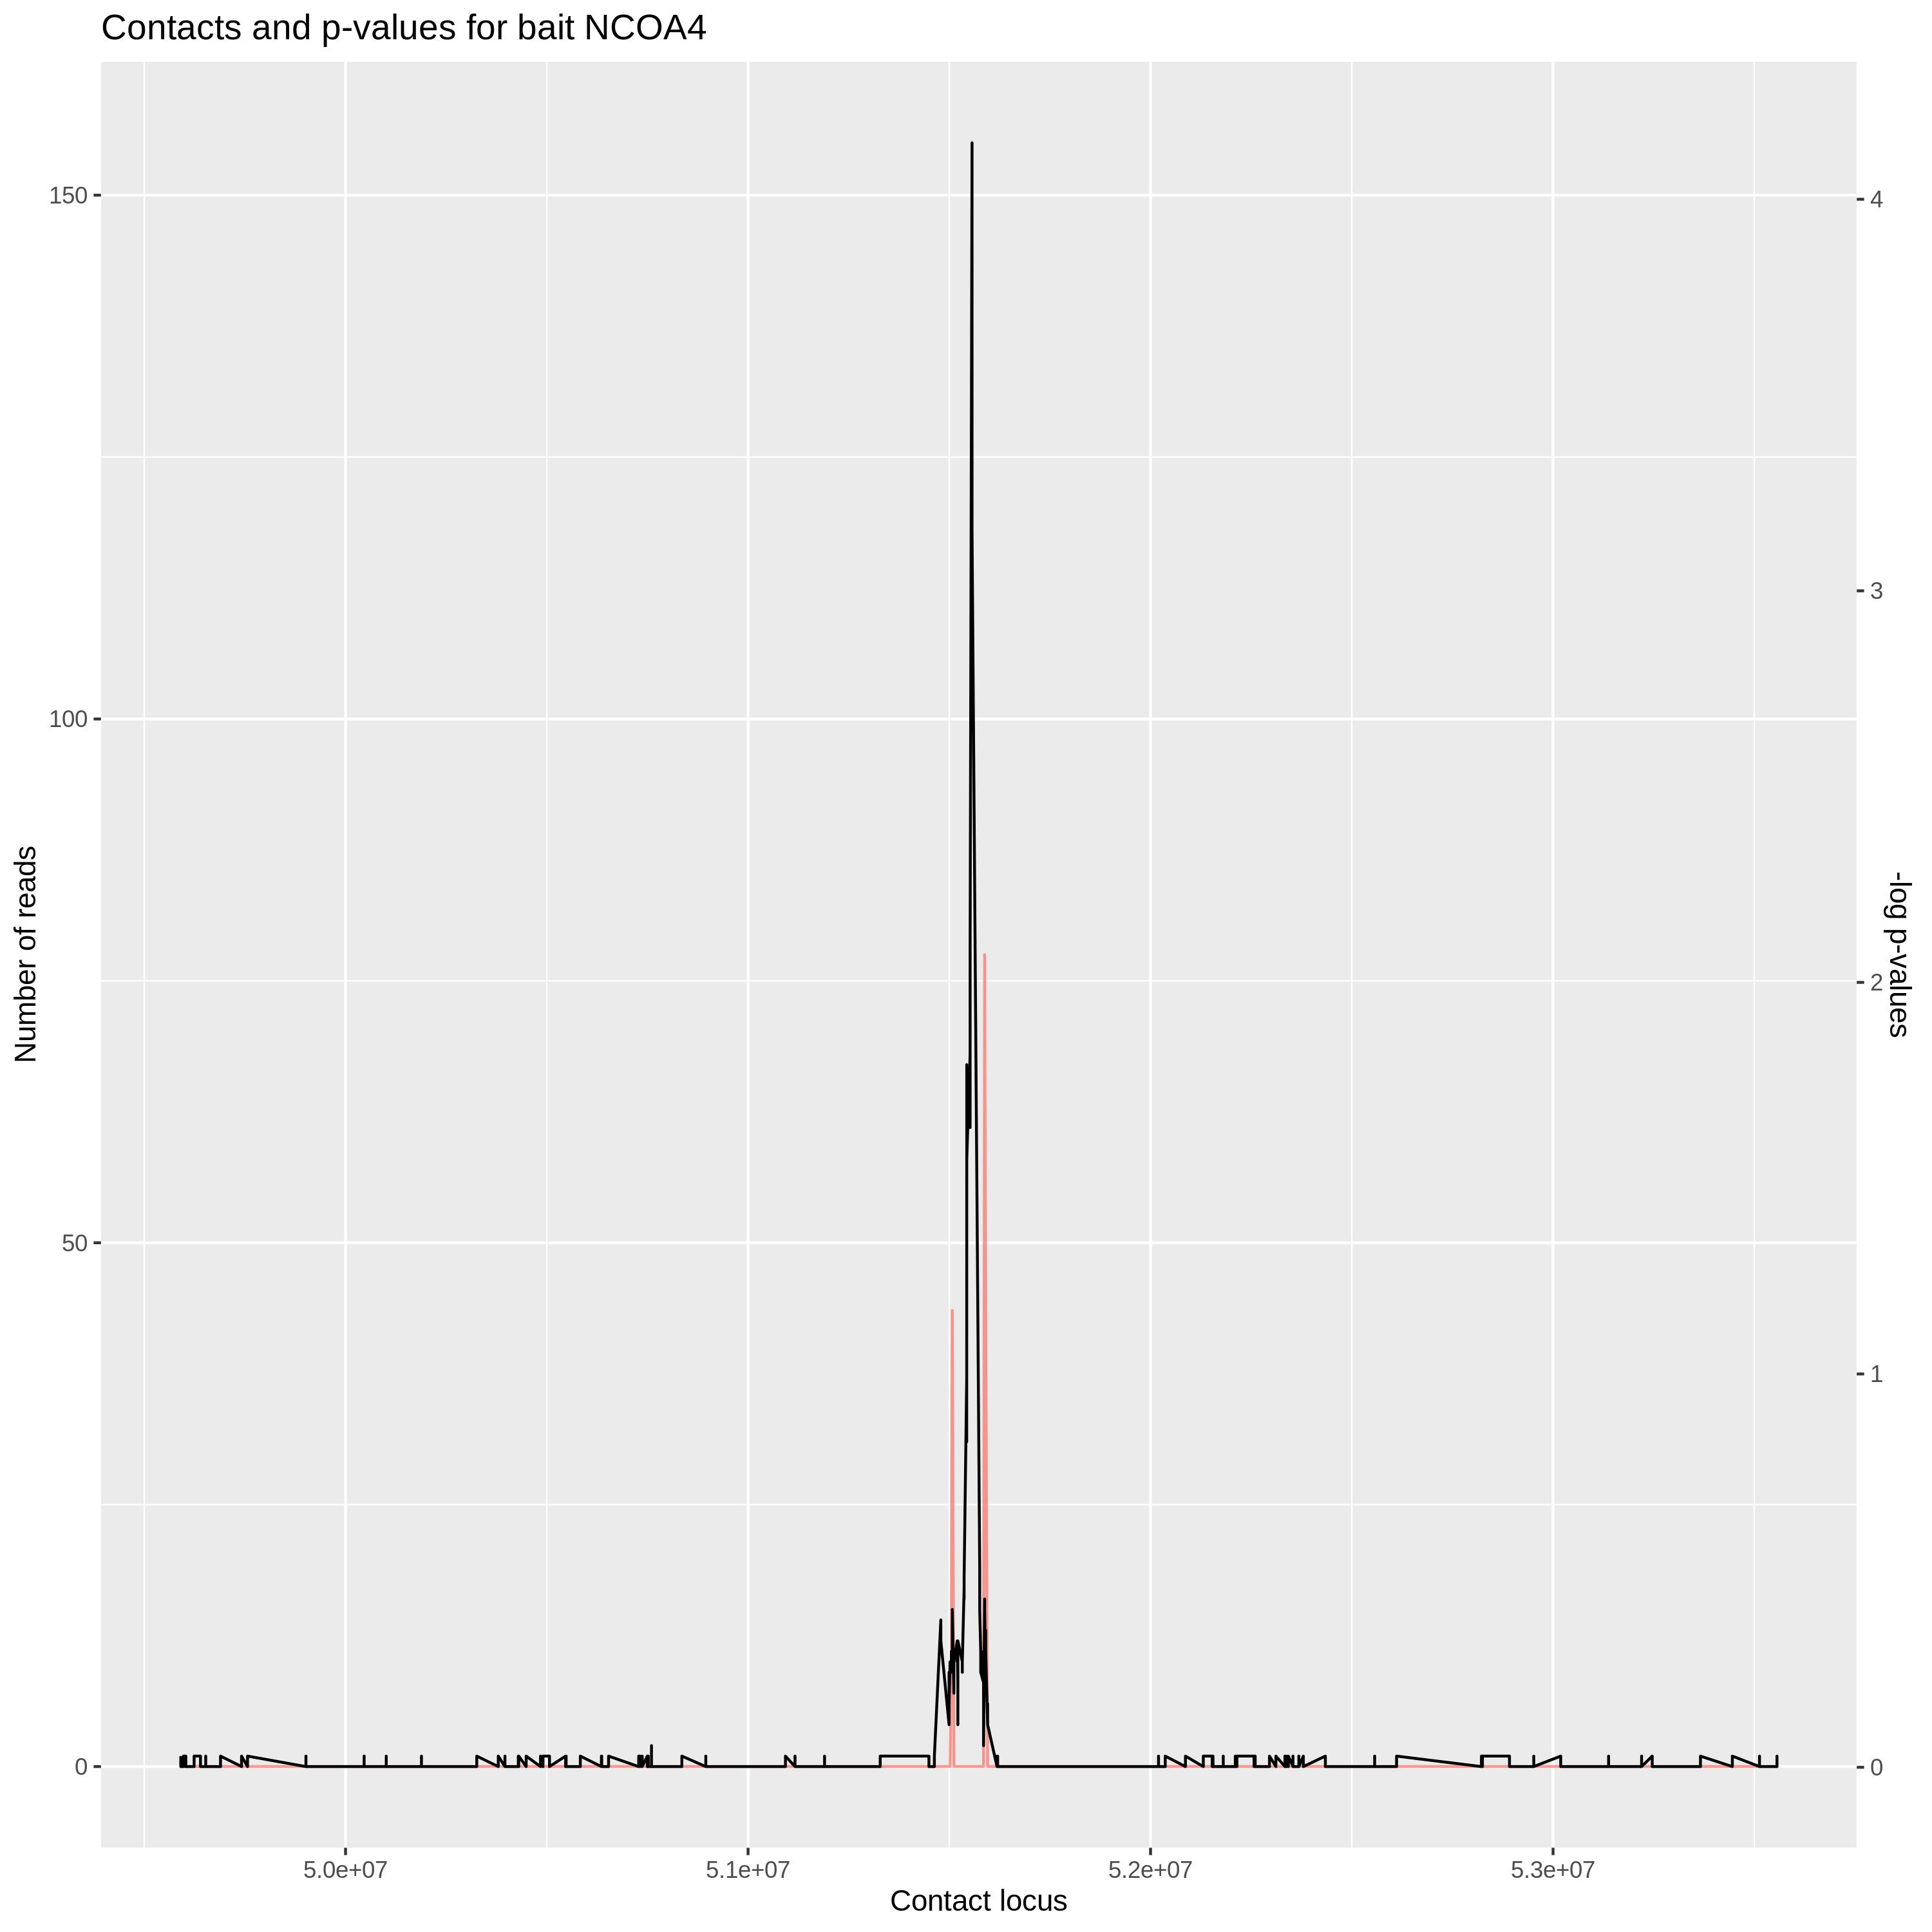 Contacts and p-values for bait NCOA4
150
100
50
0
Number of reads
4
3
2
1
0
-log p-values
5.0e+07
5.1e+07
5.2e+07
5.3e+07
Contact locus